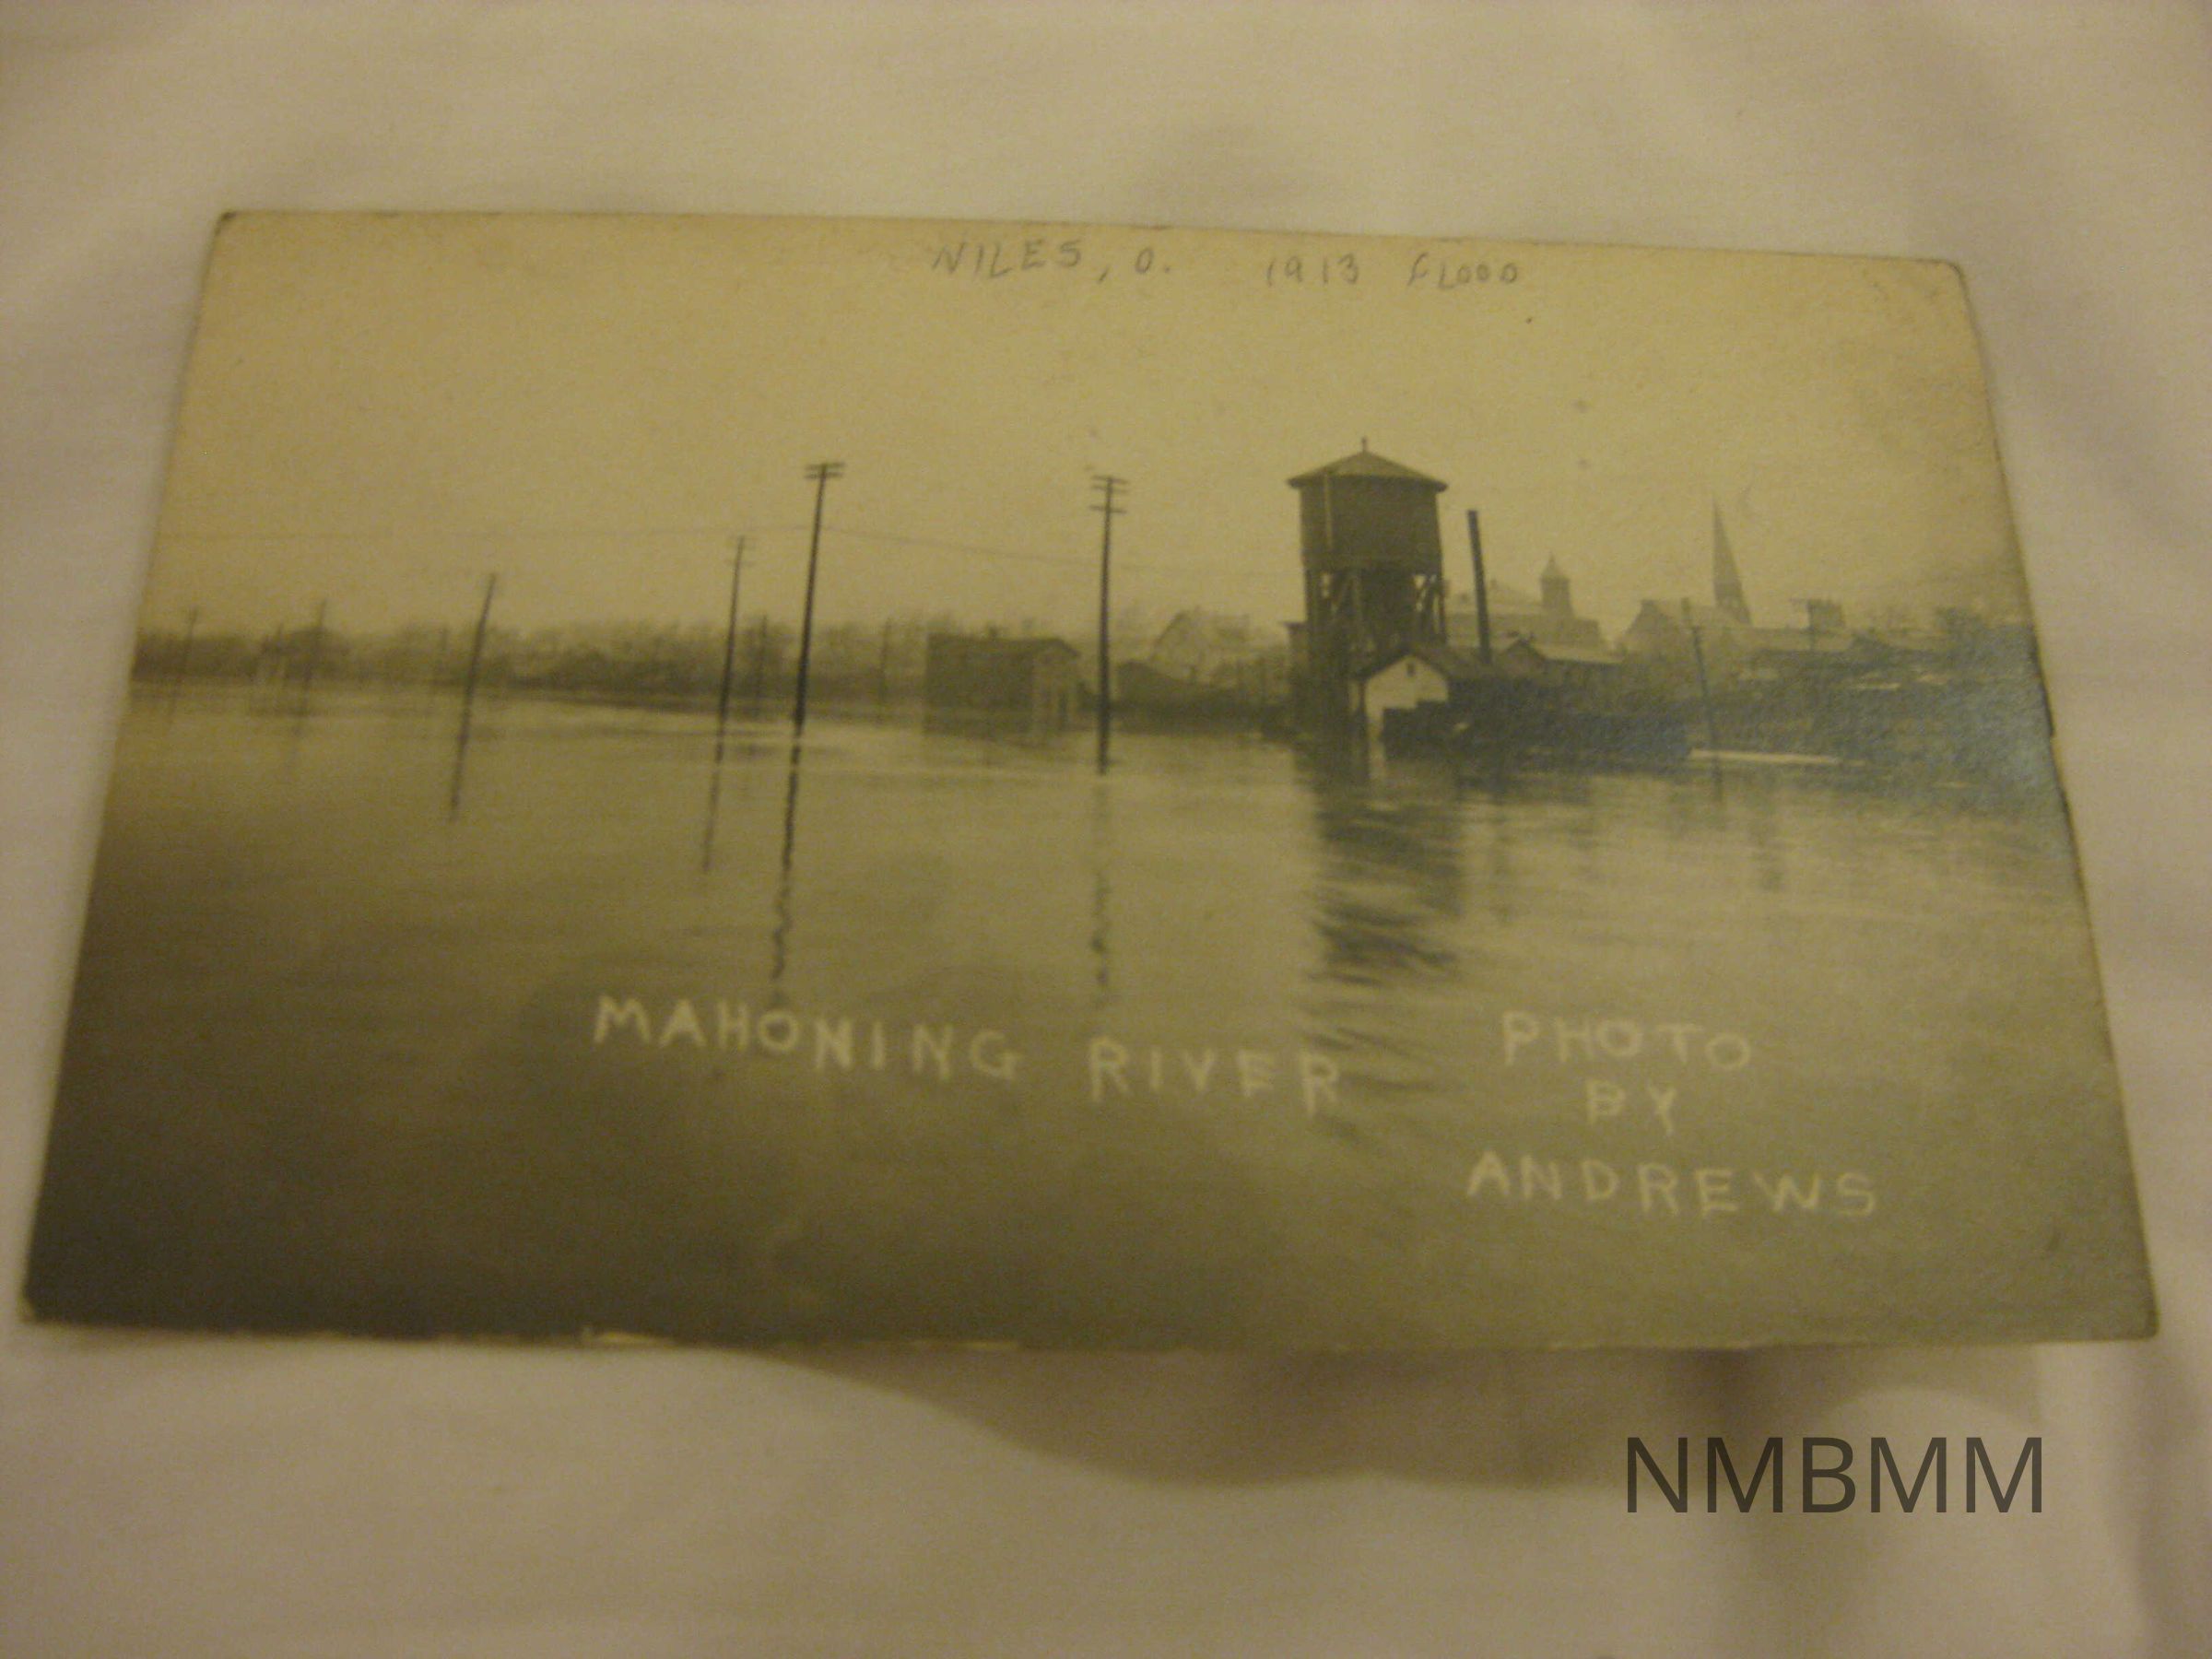 NILES, O. 1913 FLOOD
MAHONING RIVER
PHOTO
BY
ANDREWS
NMBMM